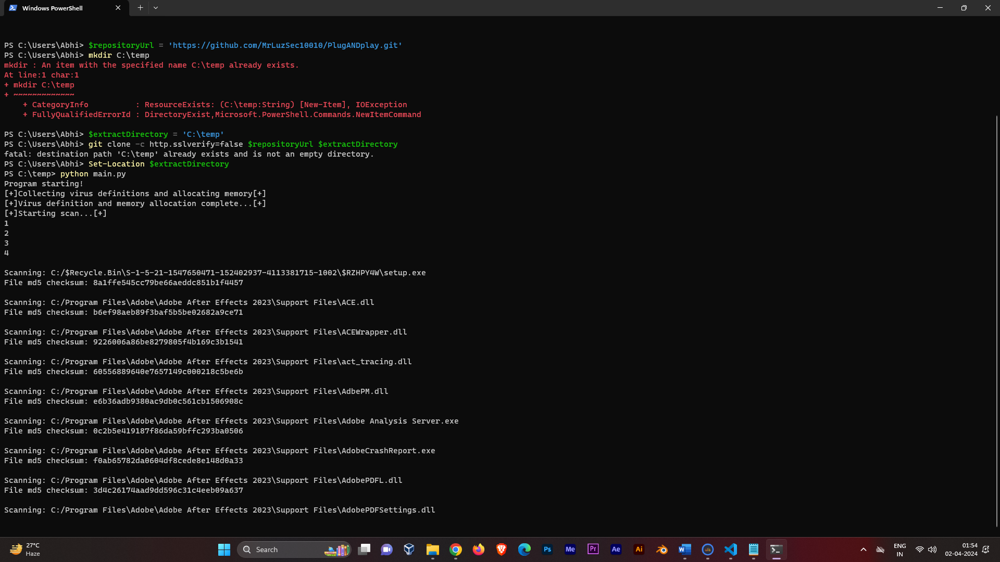 Windows PowerShell
PS C:\Users\Abhi> $repositoryUrl = 'https://github.com/MrLuzSec10010/PlugANDplay.git'
PS C:\Users\Abhi> mkdir C:\temp
mkdir : An item with the specified name C:\temp already exists.
At line:1 char:1
+ mkdir C:\temp
+ ~~~~~~~~~~~~~
+ CategoryInfo          : ResourceExists: (C:\temp:String) [New-Item], IOException
+ FullyQualifiedErrorId : DirectoryExist,Microsoft.PowerShell.Commands.NewItemCommand
PS C:\Users\Abhi> $extractDirectory = 'C:\temp'
PS C:\Users\Abhi> git clone -c http.sslverify=false $repositoryUrl $extractDirectory
fatal: destination path 'C:\temp' already exists and is not an empty directory.
PS C:\Users\Abhi> Set-Location $extractDirectory
PS C:\temp> python main.py
Program starting!
[+]Collecting virus definitions and allocating memory[+]
[+]Virus definition and memory allocation complete...[+]
[+]Starting scan...[+]
1
2
3
4
Scanning: C:/$Recycle.Bin\S-1-5-21-1547650471-152402937-4113381715-1002\$RZHPY4W\setup.exe
File md5 checksum: 8a1ffe545cc79be66aeddc851b1f4457
Scanning: C:/Program Files\Adobe\Adobe After Effects 2023\Support Files\ACE.dll
File md5 checksum: b6ef98aeb89f3baf5b5be02682a9ce71
Scanning: C:/Program Files\Adobe\Adobe After Effects 2023\Support Files\ACEWrapper.dll
File md5 checksum: 9226006a86be8279805f4b169c3b1541
Scanning: C:/Program Files\Adobe\Adobe After Effects 2023\Support Files\act_tracing.dll
File md5 checksum: 60556889640e7657149c000218c5be6b
Scanning: C:/Program Files\Adobe\Adobe After Effects 2023\Support Files\AdbePM.dll
File md5 checksum: e6b36adb9380ac9db0c561cb1506908c
Scanning: C:/Program Files\Adobe\Adobe After Effects 2023\Support Files\Adobe Analysis Server.exe
File md5 checksum: 0c2b5e419187f86da59bffc293ba0506
Scanning: C:/Program Files\Adobe\Adobe After Effects 2023\Support Files\AdobeCrashReport.exe
File md5 checksum: f0ab65782da0604df8cede8e148d0a33
Scanning: C:/Program Files\Adobe\Adobe After Effects 2023\Support Files\AdobePDFL.dll
File md5 checksum: 3d4c26174aad9dd596c31c4eeb09a637
Scanning: C:/Program Files\Adobe\Adobe After Effects 2023\Support Files\AdobePDFSettings.dll
27°C
Haze
Search
Ps
Me
Pr
Ae
Ai
W
ENG
IN
01:54
02-04-2024